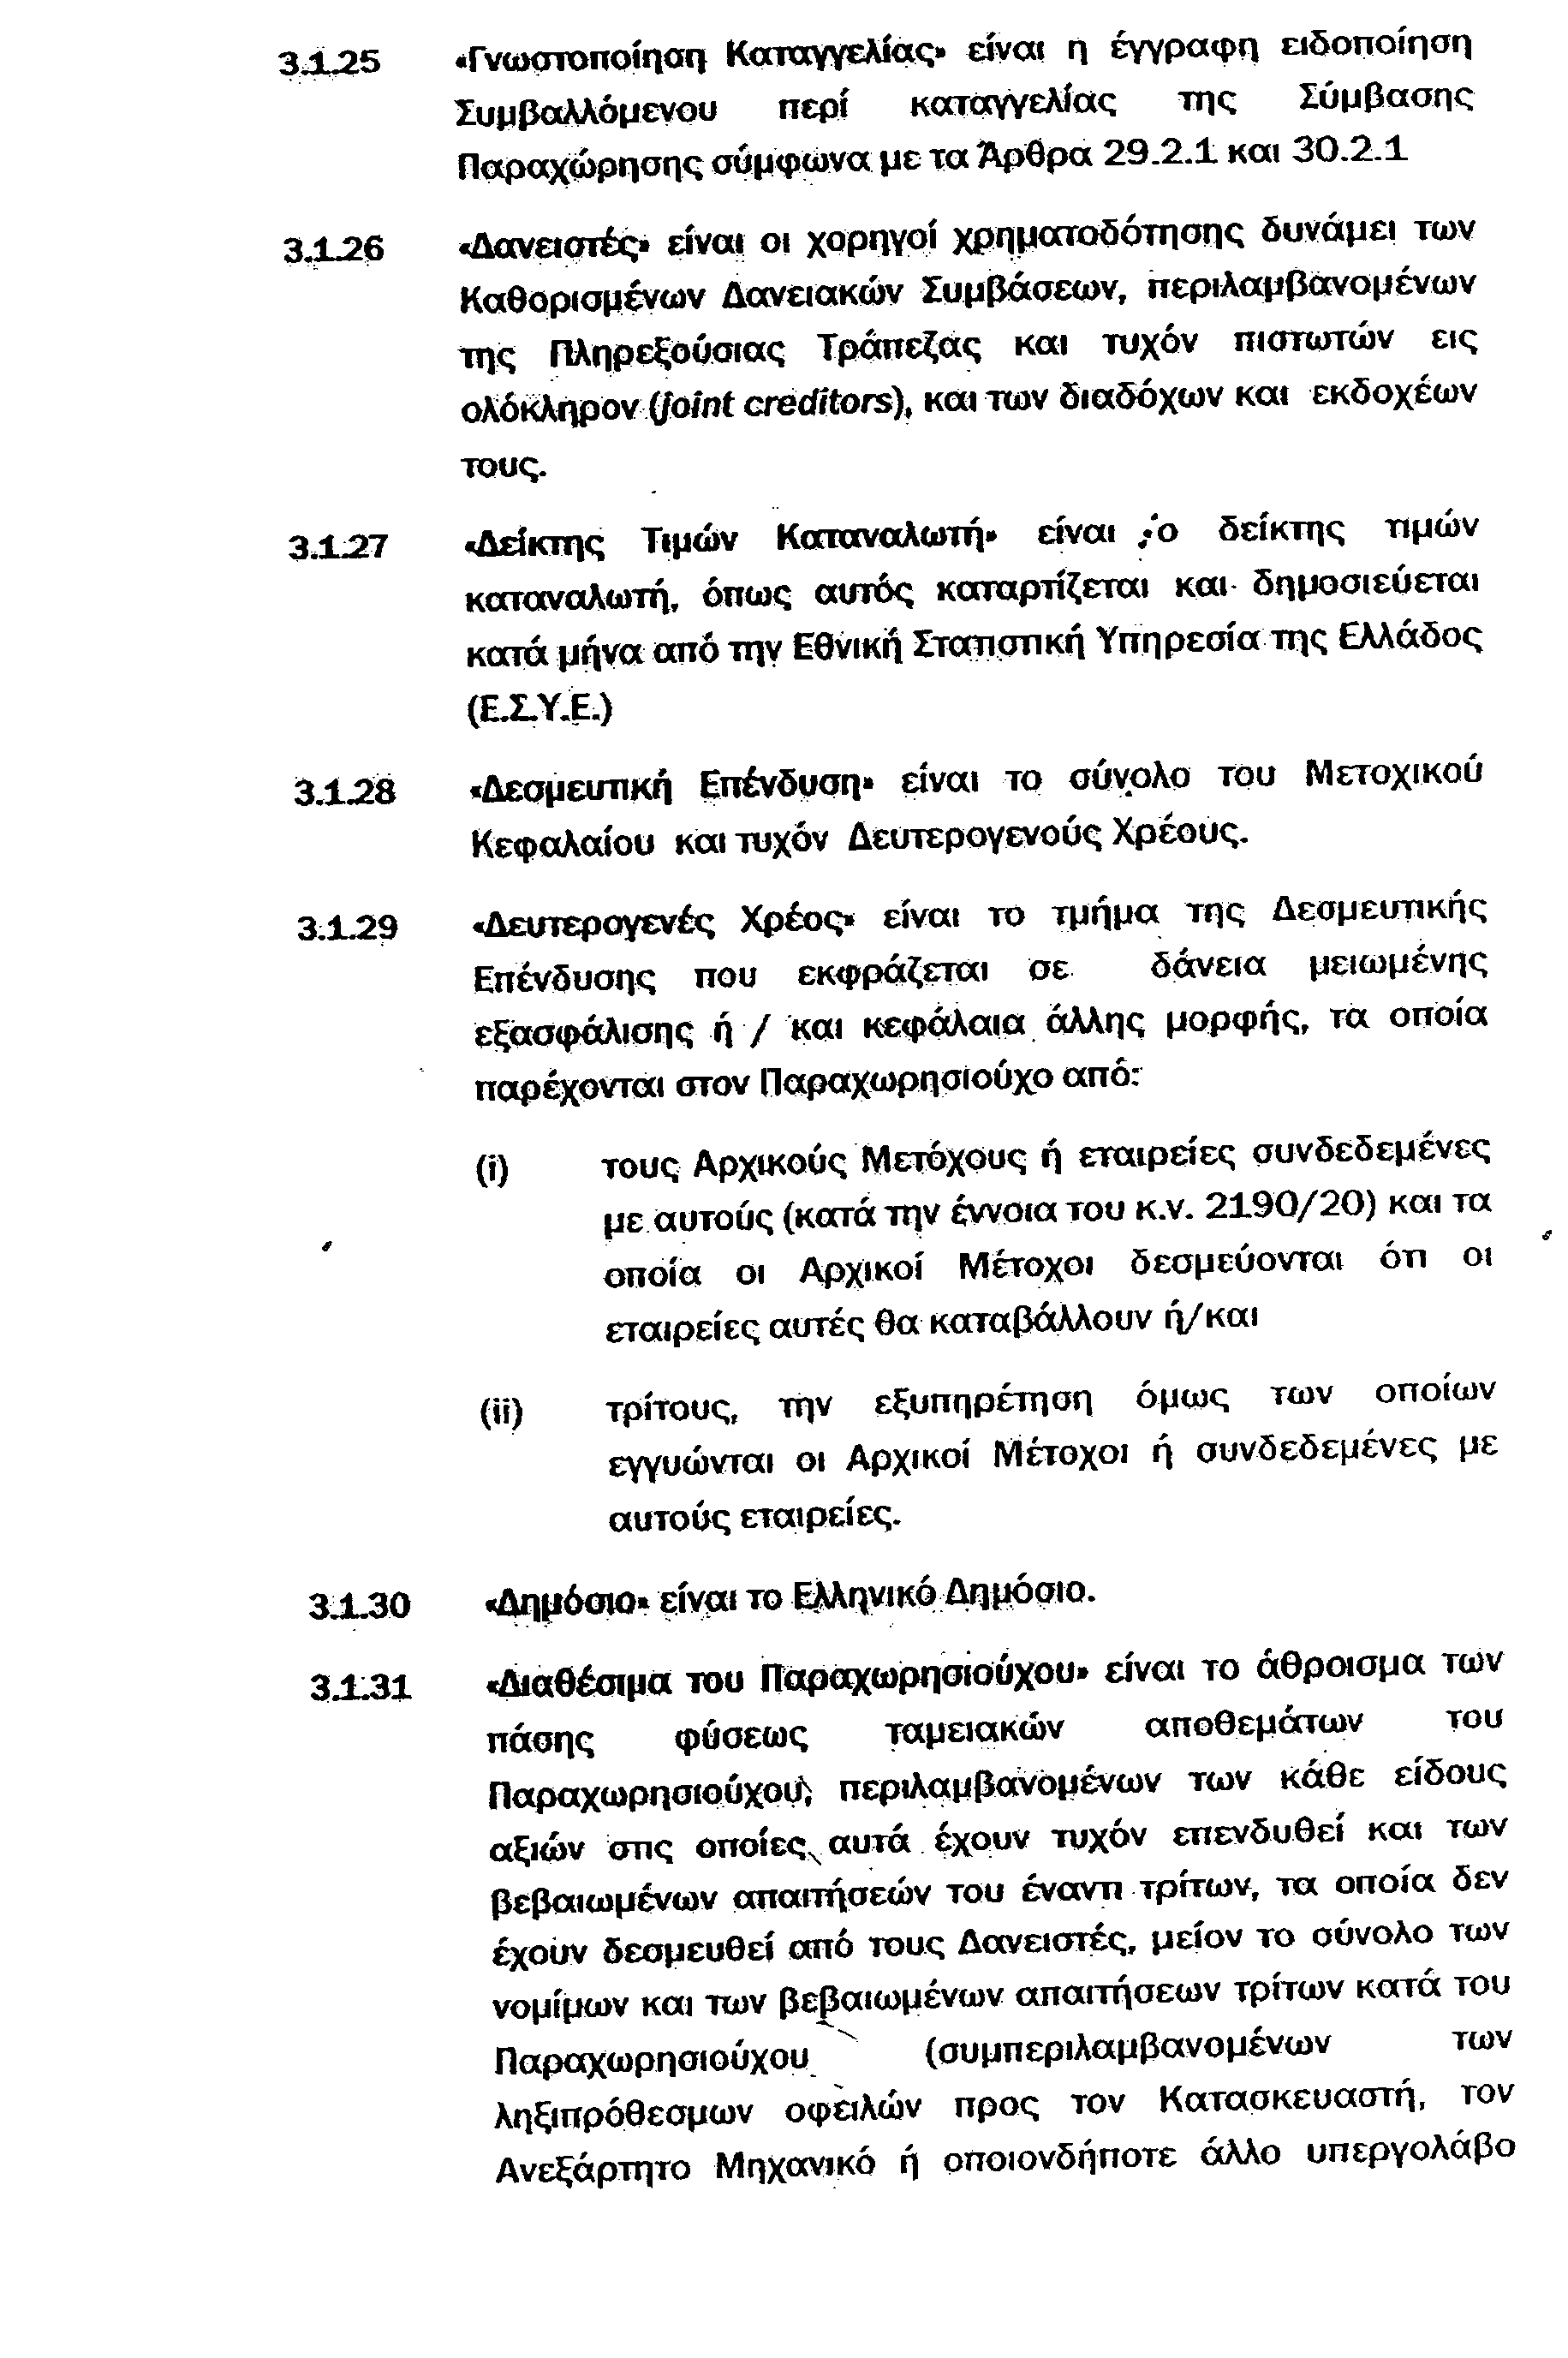 3.1.25 «Γνωστοποίηση Καταγγελίας» είναι η έγγραφη ειδοποίηση
Συμβαλλόμενου περί καταγγελίας της Σύμβασης
Παραχώρησης σύμφωνα με τα Άρθρα 29.2.1 και 30.2.1
3.1.26 «Δανειστές» είναι οι χορηγοί χρηματοδότησης δυνάμει των
Καθορισμένων Δανειακών Συμβάσεων, περιλαμβανομένων
της Πληρεξούσιας Τράπεζας και τυχόν πιστωτών εις
ολόκληρον (joint creditors), και των διαδόχων και εκδοχέων
τους.
3.1.27 «Δείκτης Τιμών Καταναλωτή» είναι ο δείκτης τιμών
καταναλωτή, όπως αυτός καταρτίζεται και δημοσιεύεται
κατά μήνα από την Εθνική Στατιστική Υπηρεσία της Ελλάδος
(Ε.Σ.Υ.Ε.)
3.1.28 «Δεσμευτική Επένδυση» είναι το σύνολο του Μετοχικού
Κεφαλαίου και τυχόν Δευτερογενούς Χρέους.
3.1.29 «Δευτερογενές Χρέος» είναι το τμήμα της Δεσμευτικής
Επένδυσης που εκφράζεται σε δάνεια μειωμένης
εξασφάλισης ή / και κεφάλαια άλλης μορφής, τα οποία
παρέχονται στον Παραχωρησιούχο από:
(i) τους Αρχικούς Μετόχους ή εταιρείες συνδεδεμένες
με αυτούς (κατά την έννοια του κ.ν. 2190/20) και τα
οποία οι Αρχικοί Μέτοχοι δεσμεύονται ότι οι
εταιρείες αυτές θα καταβάλλουν ή/και
(ii) τρίτους, την εξυπηρέτηση όμως των οποίων
εγγυώνται οι Αρχικοί Μέτοχοι ή συνδεδεμένες με
αυτούς εταιρείες.
3.1.30 «Δημόσιο» είναι το Ελληνικό Δημόσιο.
3.1.31 «Διαθέσιμα του Παραχωρησιούχου» είναι το άθροισμα των
πάσης φύσεως ταμειακών αποθεμάτων του
Παραχωρησιούχου, περιλαμβανομένων των κάθε είδους
αξιών στις οποίες αυτά έχουν τυχόν επενδυθεί και των
βεβαιωμένων απαιτήσεών του έναντι τρίτων, τα οποία δεν
έχουν δεσμευθεί από τους Δανειστές, μείον το σύνολο των
νομίμων και των βεβαιωμένων απαιτήσεων τρίτων κατά του
Παραχωρησιούχου (συμπεριλαμβανομένων των
ληξιπρόθεσμων οφειλών προς τον Κατασκευαστή, τον
Ανεξάρτητο Μηχανικό ή οποιονδήποτε άλλο υπεργολάβο